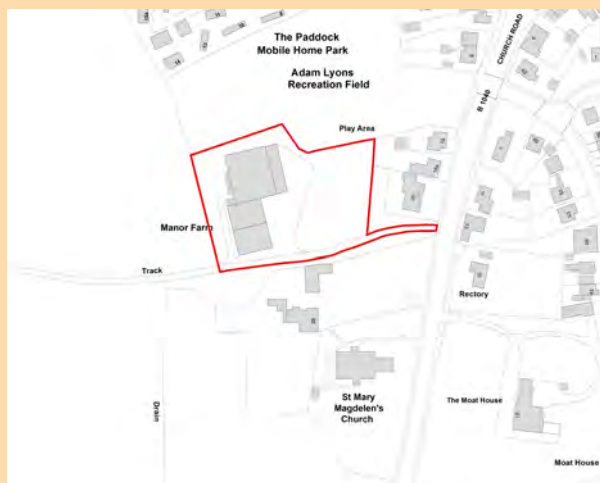 The Paddock
Mobile Home Park
Adam Lyons
Recreation Field
CHURCH ROAD
B 1040
Play Area
Manor Farm
Track
Rectory
St Mary
Magdelen's
Church
The Moat House
Drain
Moat House